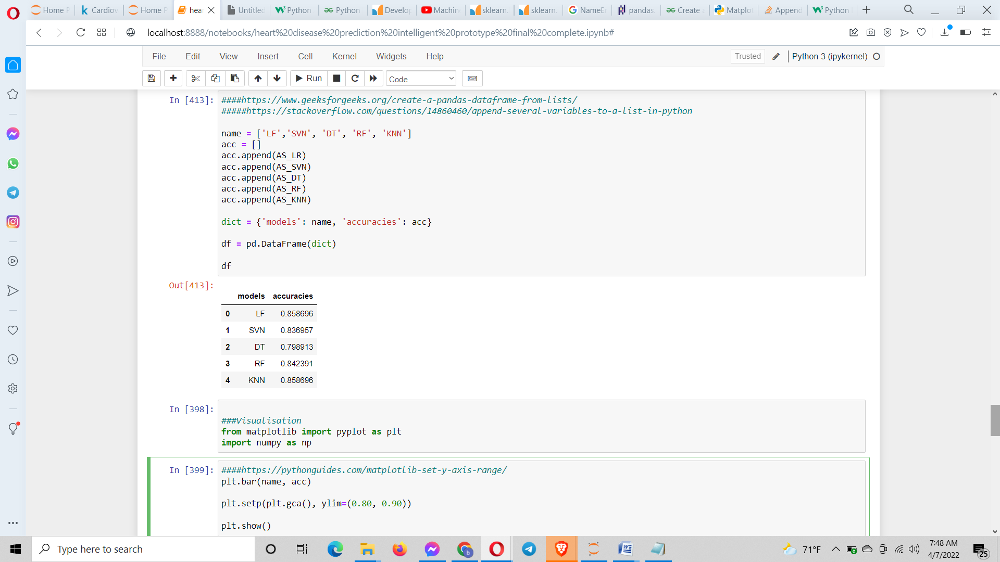 Home P
Cardiov
Home P
hea
Untitled
Python
Python
Develop
Machin
sklearn.
sklearn.
NameEr
pandas.
Create a
Matplot
Append
Python
localhost:8888/notebooks/heart%20disease%20prediction%20intelligent%20prototype%20final%20complete.ipynb#
File Edit View Insert Cell Kernel Widgets Help
Trusted
Python 3 (ipykernel)
Run
Code
In [413]:
####https://www.geeksforgeeks.org/create-a-pandas-dataframe-from-lists/
#####https://stackoverflow.com/questions/14860460/append-several-variables-to-a-list-in-python
name = ['LF','SVN', 'DT', 'RF', 'KNN']
acc = []
acc.append(AS_LR)
acc.append(AS_SVN)
acc.append(AS_DT)
acc.append(AS_RF)
acc.append(AS_KNN)
dict = {'models': name, 'accuracies': acc}
df = pd.DataFrame(dict)
df
Out[413]:
models accuracies
0 LF 0.858696
1 SVN 0.836957
2 DT 0.798913
3 RF 0.842391
4 KNN 0.858696
In [398]:
###Visualisation
from matplotlib import pyplot as plt
import numpy as np
In [399]:
####https://pythonguides.com/matplotlib-set-y-axis-range/
plt.bar(name, acc)
plt.setp(plt.gca(), ylim=(0.80, 0.90))
plt.show()
Type here to search
71°F
7:48 AM
4/7/2022
25